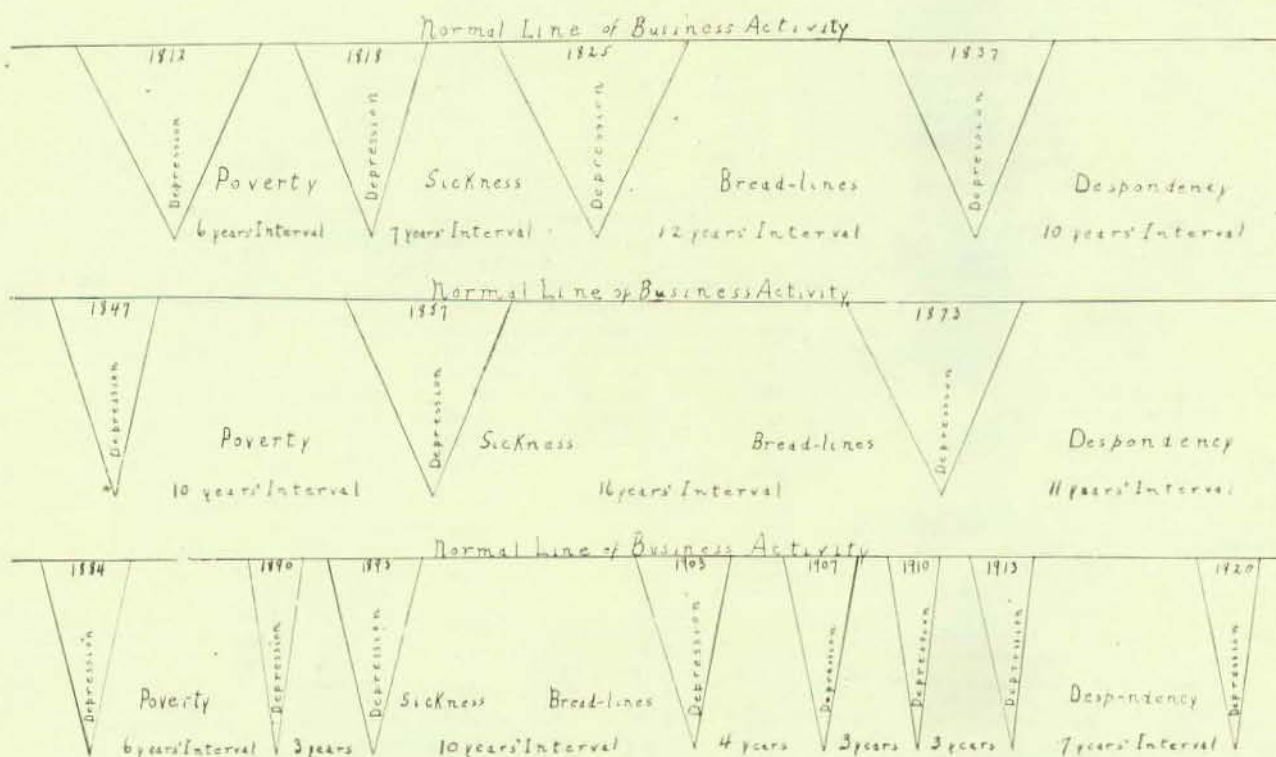 Normal Line of Business Activity
1812 1818 1825 1837
Depression Depression Depression Depression
Poverty Sickness Bread-lines Despondency
6 years' Interval 7 years' Interval 12 years' Interval 10 years' Interval
Normal Line of Business Activity
1847 1857 1873
Depression Depression Depression
Poverty Sickness Bread-lines Despondency
10 years' Interval 16 years' Interval 11 years' Interval
Normal Line of Business Activity
1884 1890 1893 1903 1907 1910 1913 1920
Depression Depression Depression Depression Depression Depression Depression Depression
Poverty Sickness Bread-lines Desp-ndency
6 years' Interval 3 years 10 years' Interval 4 years 3 years 3 years 7 years' Interval